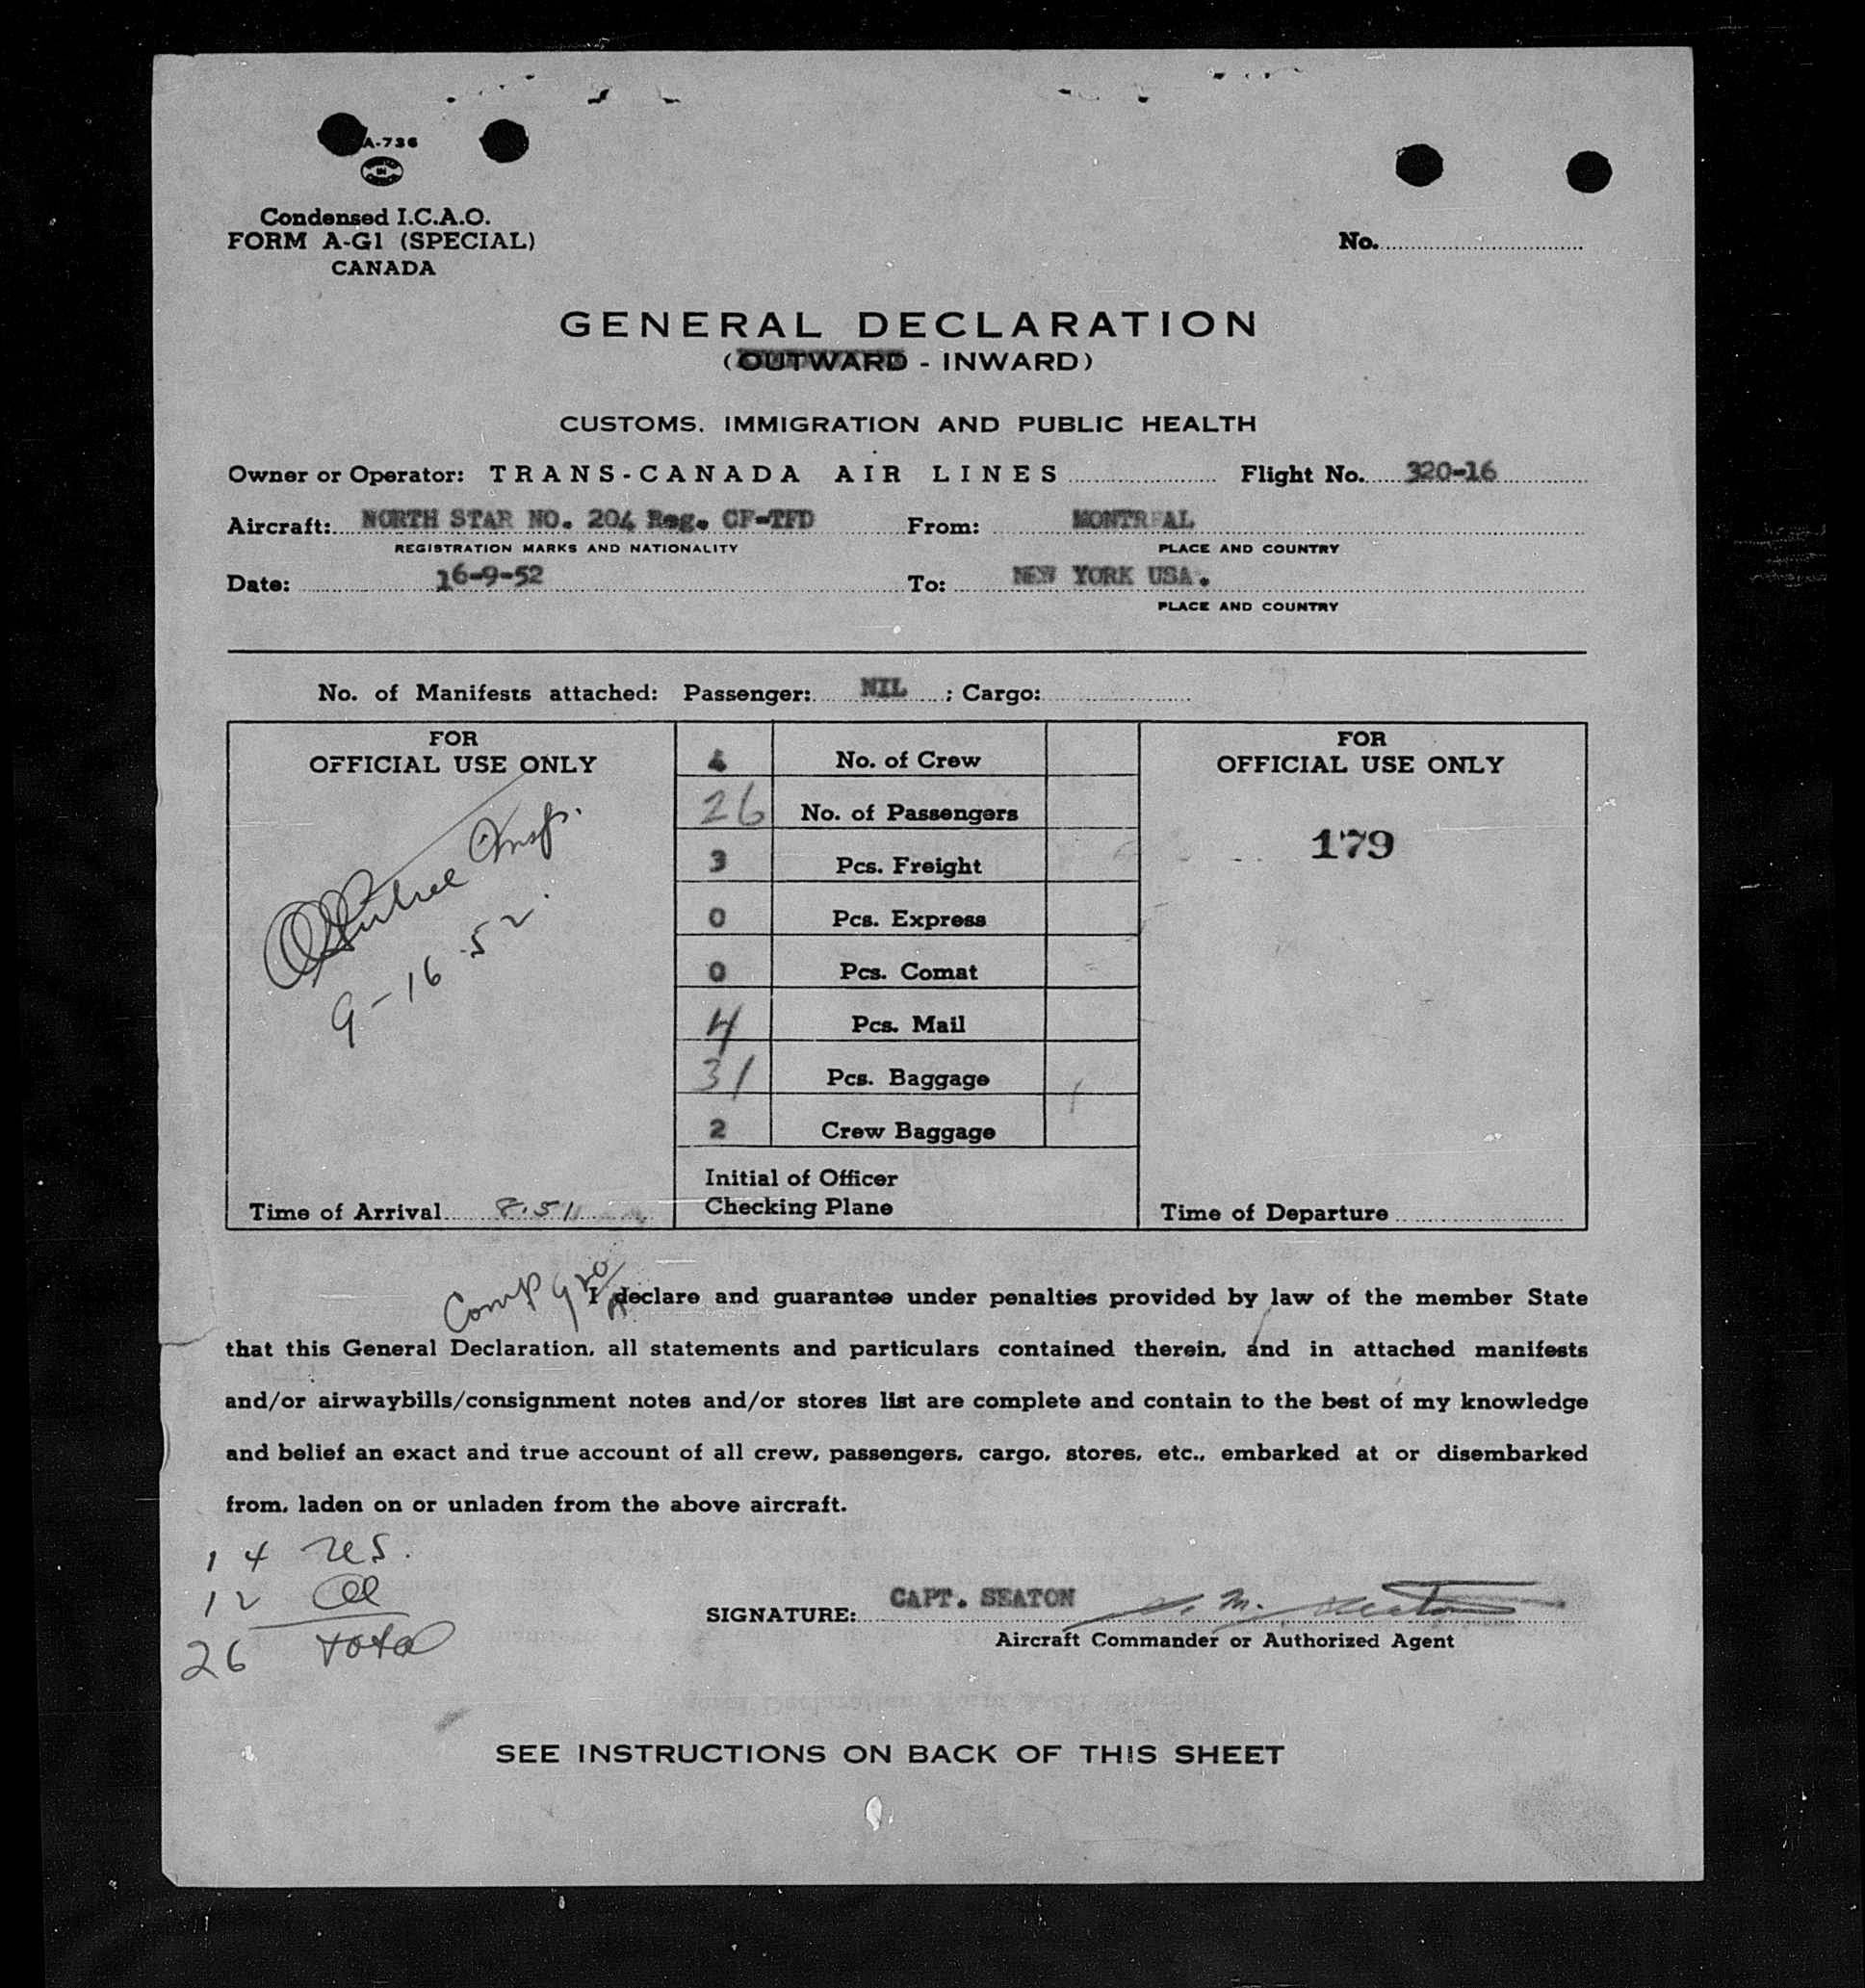 A-736
Condensed I.C.A.O.
FORM A-G1 (SPECIAL)
CANADA
No.
GENERAL DECLARATION
(OUTWARD - INWARD)
CUSTOMS, IMMIGRATION AND PUBLIC HEALTH
Owner or Operator: TRANS-CANADA AIR LINES Flight No. 320-16
Aircraft: NORTH STAR NO. 204 Reg. CF-TFD From: MONTREAL
REGISTRATION MARKS AND NATIONALITY PLACE AND COUNTRY
Date: 16-9-52 To: NEW YORK USA.
PLACE AND COUNTRY
No. of Manifests attached: Passenger: NIL ; Cargo:
FOR
OFFICIAL USE ONLY
Insp.
9-16-52.
Time of Arrival 8.51
No. of Crew
26 No. of Passengers
3 Pcs. Freight
0 Pcs. Express
0 Pcs. Comat
4 Pcs. Mail
31 Pcs. Baggage
2 Crew Baggage
Initial of Officer
Checking Plane
FOR
OFFICIAL USE ONLY
179
Time of Departure
Comp 9 20
I declare and guarantee under penalties provided by law of the member State
that this General Declaration, all statements and particulars contained therein, and in attached manifests
and/or airwaybills/consignment notes and/or stores list are complete and contain to the best of my knowledge
and belief an exact and true account of all crew, passengers, cargo, stores, etc., embarked at or disembarked
from, laden on or unladen from the above aircraft.
14 res.
12
26 total
SIGNATURE: CAPT. SEATON Seaton
Aircraft Commander or Authorized Agent
SEE INSTRUCTIONS ON BACK OF THIS SHEET